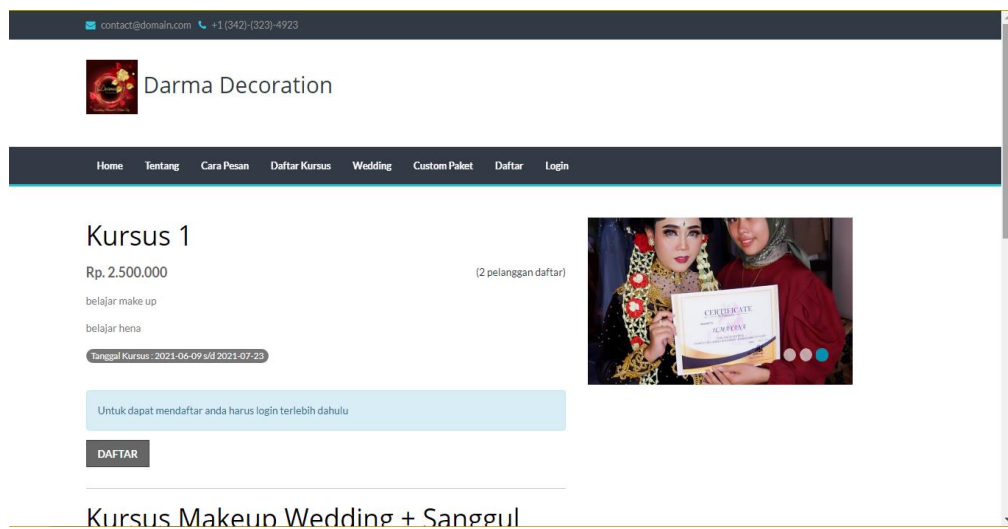 contact@domain.com +1 (342)-(323)-4923
Darma Decoration
Home Tentang Cara Pesan Daftar Kursus Wedding Custom Paket Daftar Login
Kursus 1
Rp. 2.500.000 (2 pelanggan daftar)
belajar make up
belajar hena
Tanggal Kursus : 2021-06-09 s/d 2021-07-23
CERTIFICATE
Untuk dapat mendaftar anda harus login terlebih dahulu
DAFTAR
Kursus Makeup Wedding + Sanggul